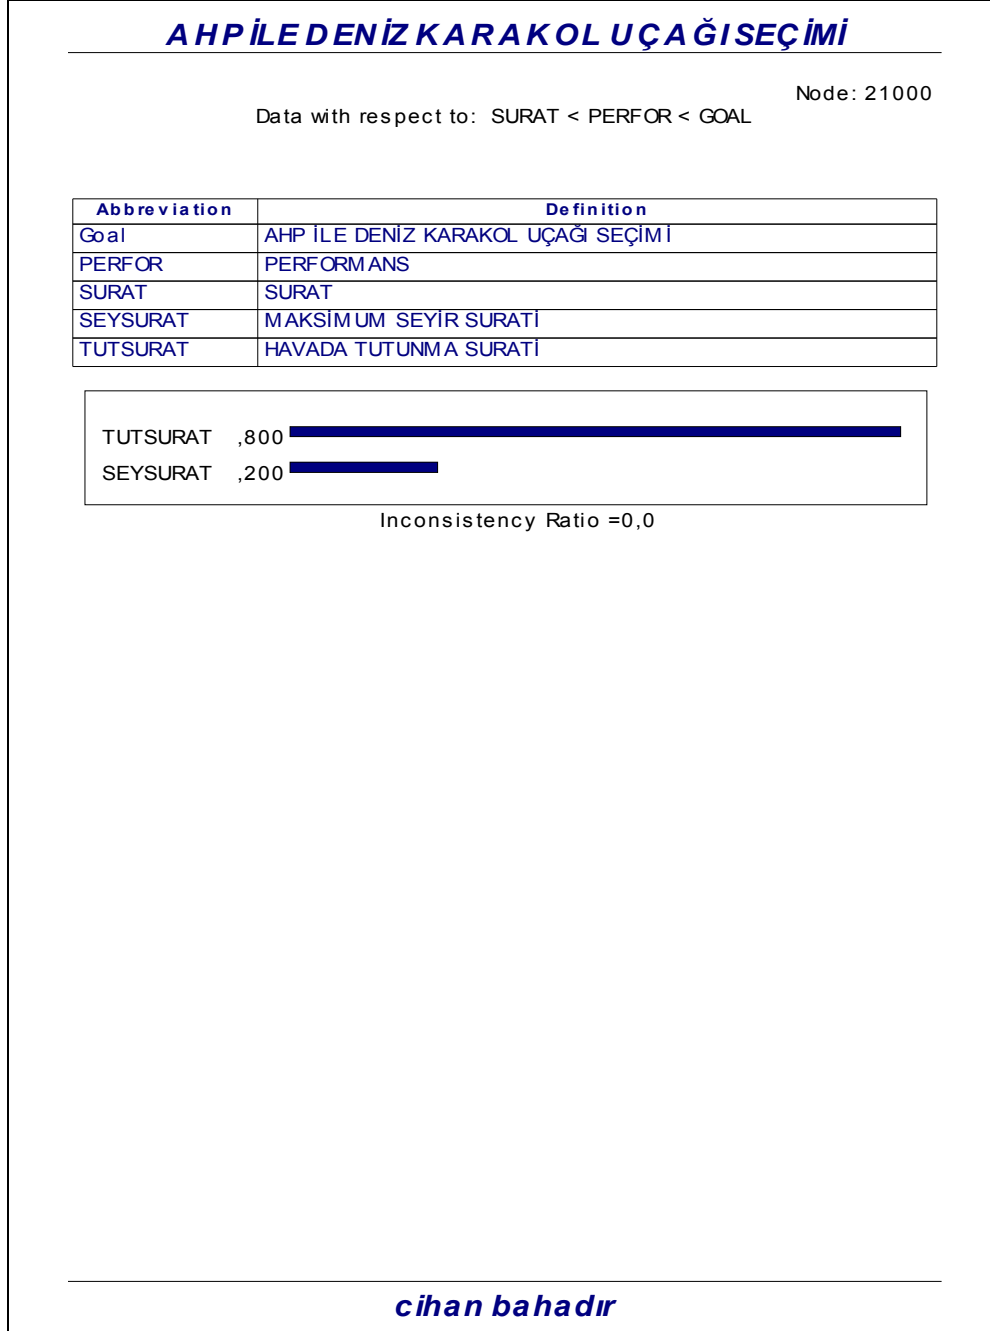 AHP İLE DENİZ KARAKOL UÇAĞI SEÇİMİ
Node: 21000
Data with respect to: SURAT < PERFOR < GOAL
Abbreviation Definition
Goal AHP İLE DENİZ KARAKOL UÇAĞI SEÇİMİ
PERFOR PERFORMANS
SURAT SURAT
SEYSURAT MAKSİMUM SEYİR SURATİ
TUTSURAT HAVADA TUTUNMA SURATİ
TUTSURAT ,800
SEYSURAT ,200
Inconsistency Ratio =0,0
cihan bahadır